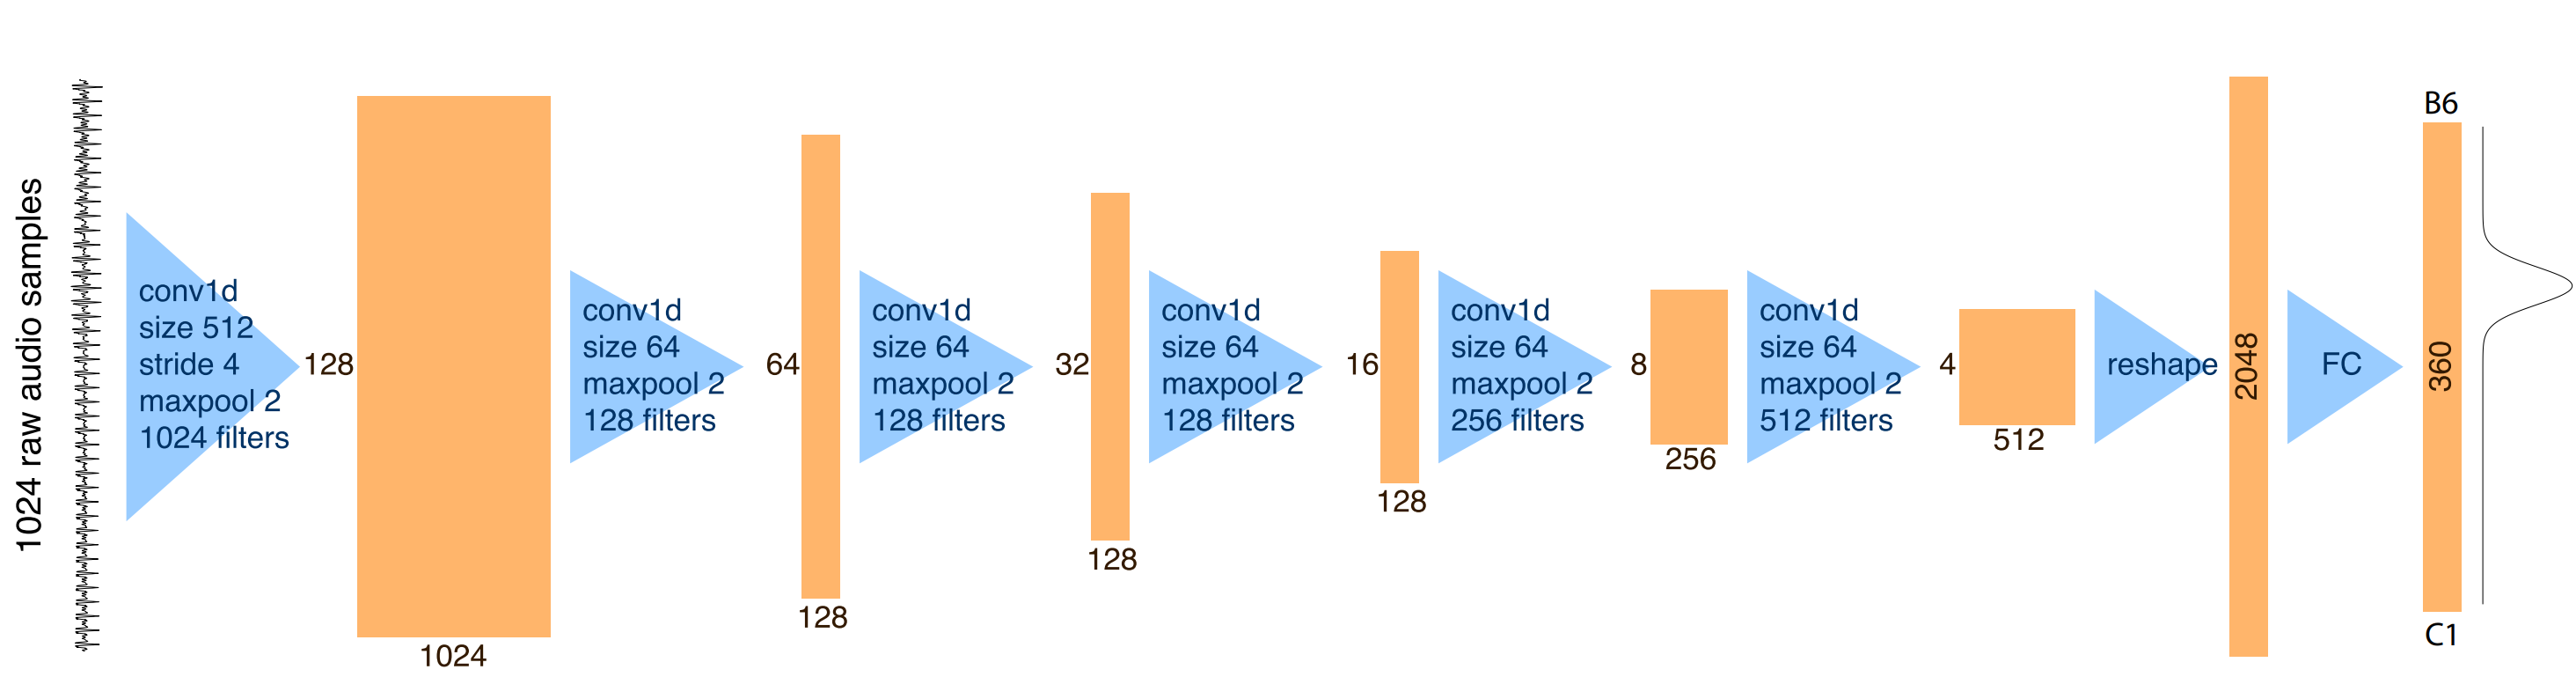 1024 raw audio samples
conv1d
size 512
stride 4
maxpool 2
1024 filters
128
1024
conv1d
size 64
maxpool 2
128 filters
64
128
conv1d
size 64
maxpool 2
128 filters
32
128
conv1d
size 64
maxpool 2
128 filters
16
128
conv1d
size 64
maxpool 2
256 filters
8
256
conv1d
size 64
maxpool 2
512 filters
4
512
reshape
2048
FC
B6
360
C1